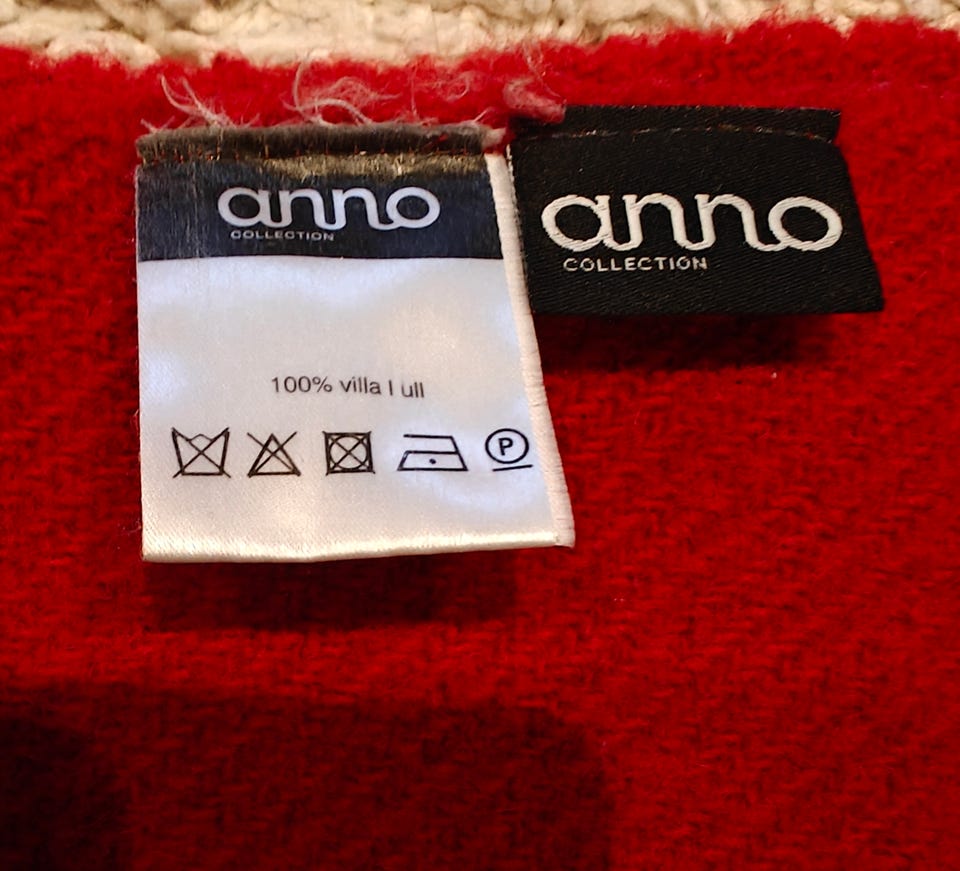 anno
COLLECTION
100% villa I ull
P
anno
COLLECTION